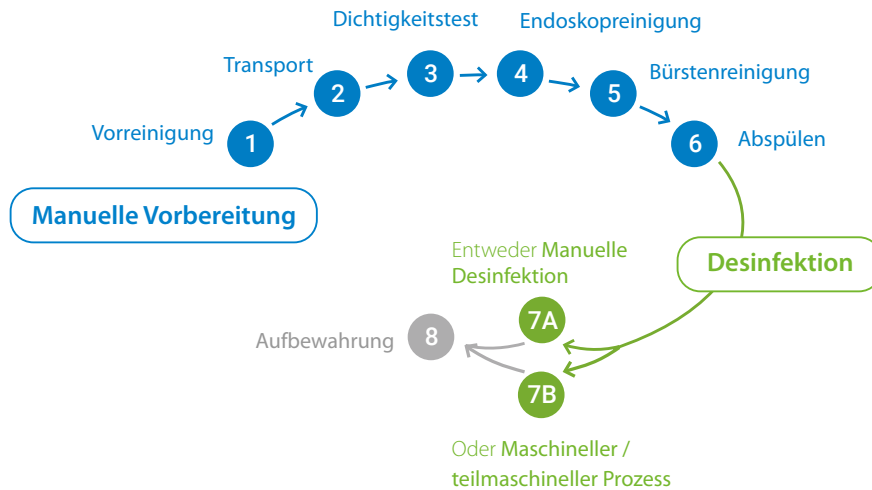 Dichtigkeitstest
Endoskopreinigung
Transport
3
4
Bürstenreinigung
2
5
Vorreinigung
1
6
Abspülen
Manuelle Vorbereitung
Entweder Manuelle
Desinfektion
Desinfektion
7A
Aufbewahrung
8
7B
Oder Maschineller /
teilmaschineller Prozess